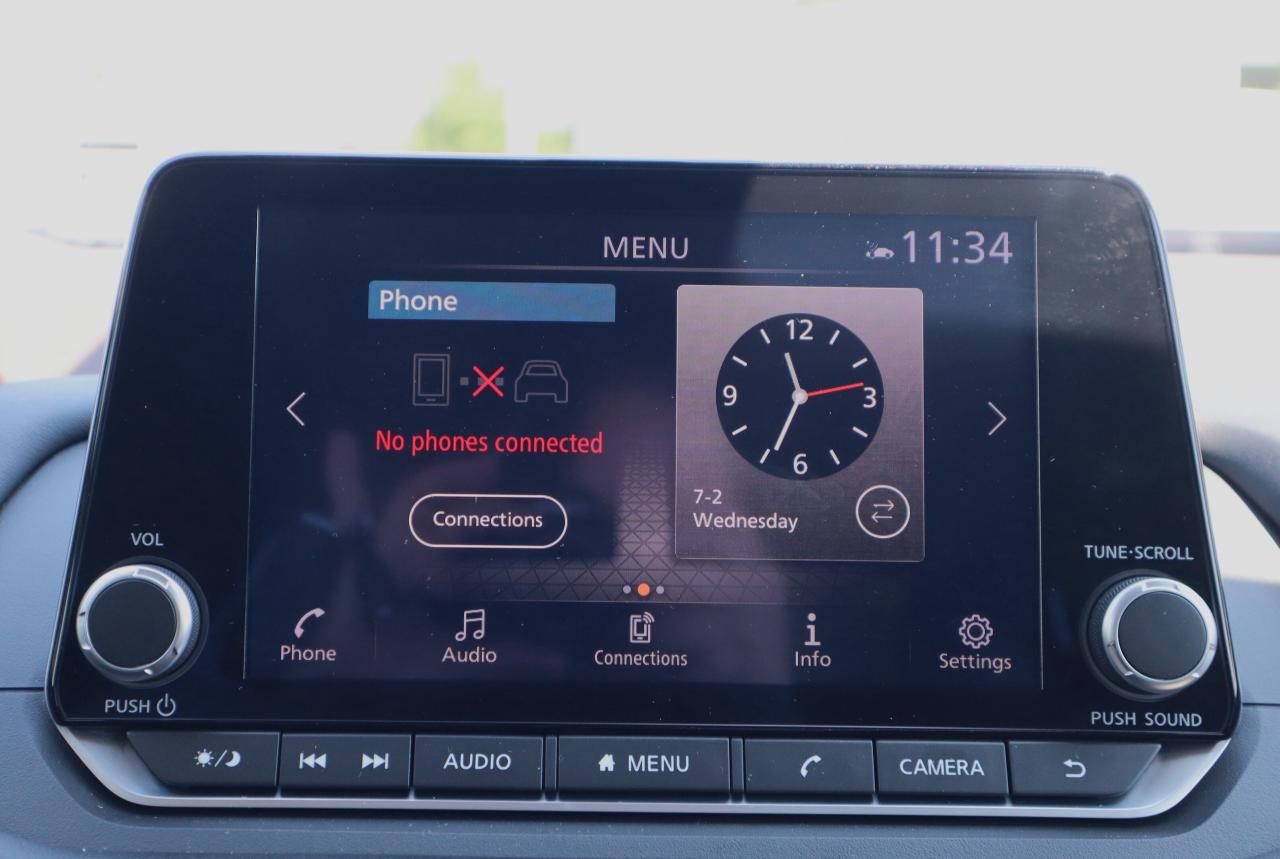 MENU
11:34
Phone
12
9
3
6
No phones connected
7-2
Wednesday
Connections
VOL
TUNE·SCROLL
Phone
Audio
Connections
Info
Settings
PUSH
PUSH SOUND
AUDIO
MENU
CAMERA